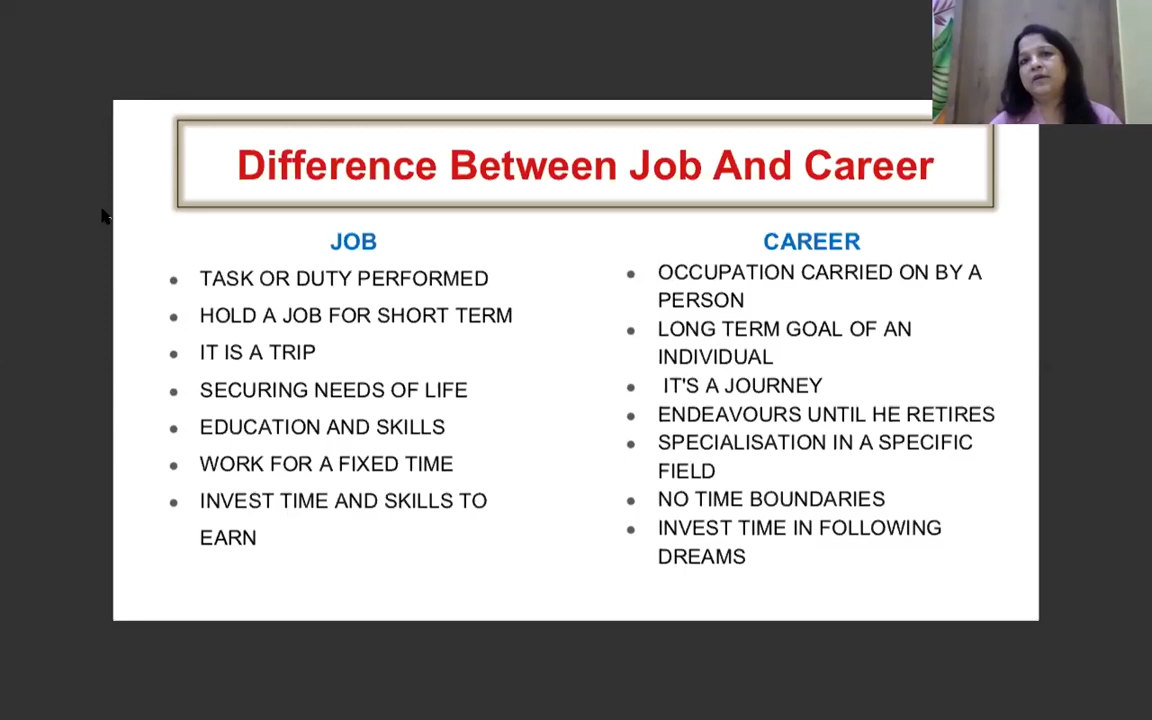 Difference Between Job And Career
JOB
TASK OR DUTY PERFORMED
HOLD A JOB FOR SHORT TERM
IT IS A TRIP
SECURING NEEDS OF LIFE
EDUCATION AND SKILLS
WORK FOR A FIXED TIME
INVEST TIME AND SKILLS TO
EARN
CAREER
OCCUPATION CARRIED ON BY A
PERSON
LONG TERM GOAL OF AN
INDIVIDUAL
IT'S A JOURNEY
ENDEAVOURS UNTIL HE RETIRES
SPECIALISATION IN A SPECIFIC
FIELD
NO TIME BOUNDARIES
INVEST TIME IN FOLLOWING
DREAMS